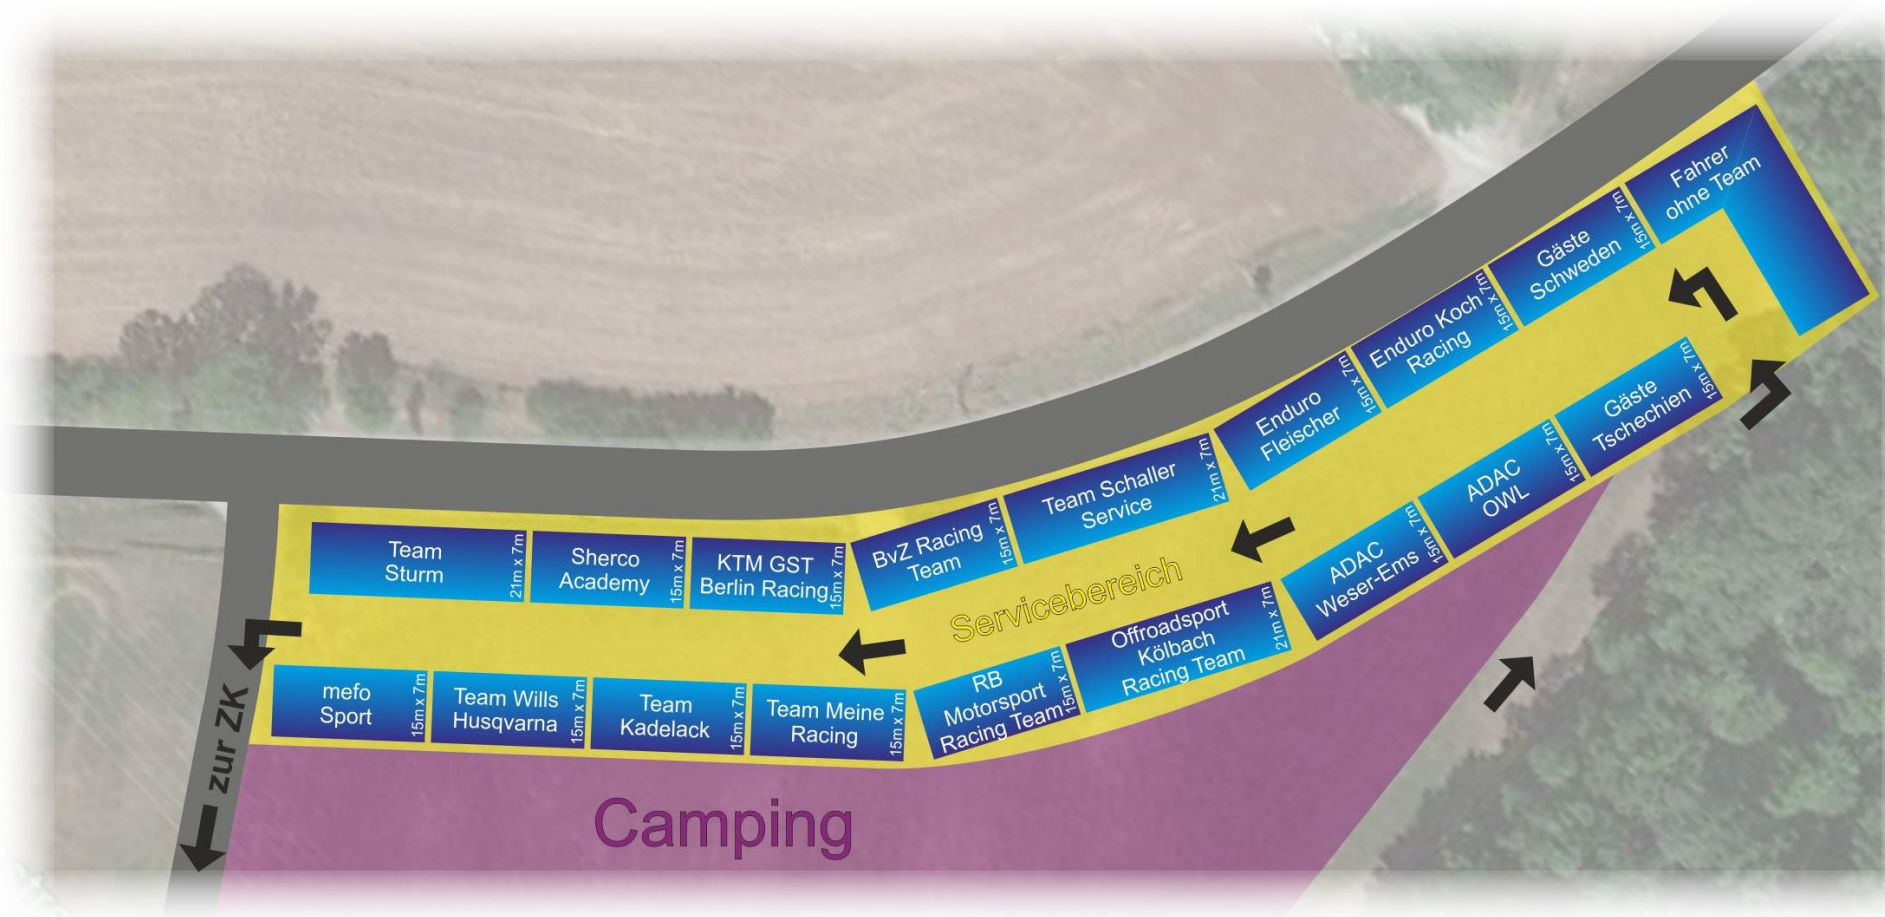 Fahrer
ohne Team
Gäste
Schweden
15m x 7m
Enduro Koch
Racing
15m x 7m
Enduro
Fleischer
15m x 7m
Team Schaller
Service
21m x 7m
BvZ Racing
Team
15m x 7m
KTM GST
Berlin Racing
15m x 7m
Sherco
Academy
15m x 7m
Team
Sturm
21m x 7m
Servicebereich
Gäste
Tschechien
15m x 7m
ADAC
OWL
15m x 7m
ADAC
Weser-Ems
15m x 7m
Offroadsport
Kölbach
Racing Team
21m x 7m
RB
Motorsport
Racing Team
15m x 7m
Team Meine
Racing
15m x 7m
Team
Kadelack
15m x 7m
Team Wills
Husqvarna
15m x 7m
mefo
Sport
15m x 7m
zur ZK
Camping